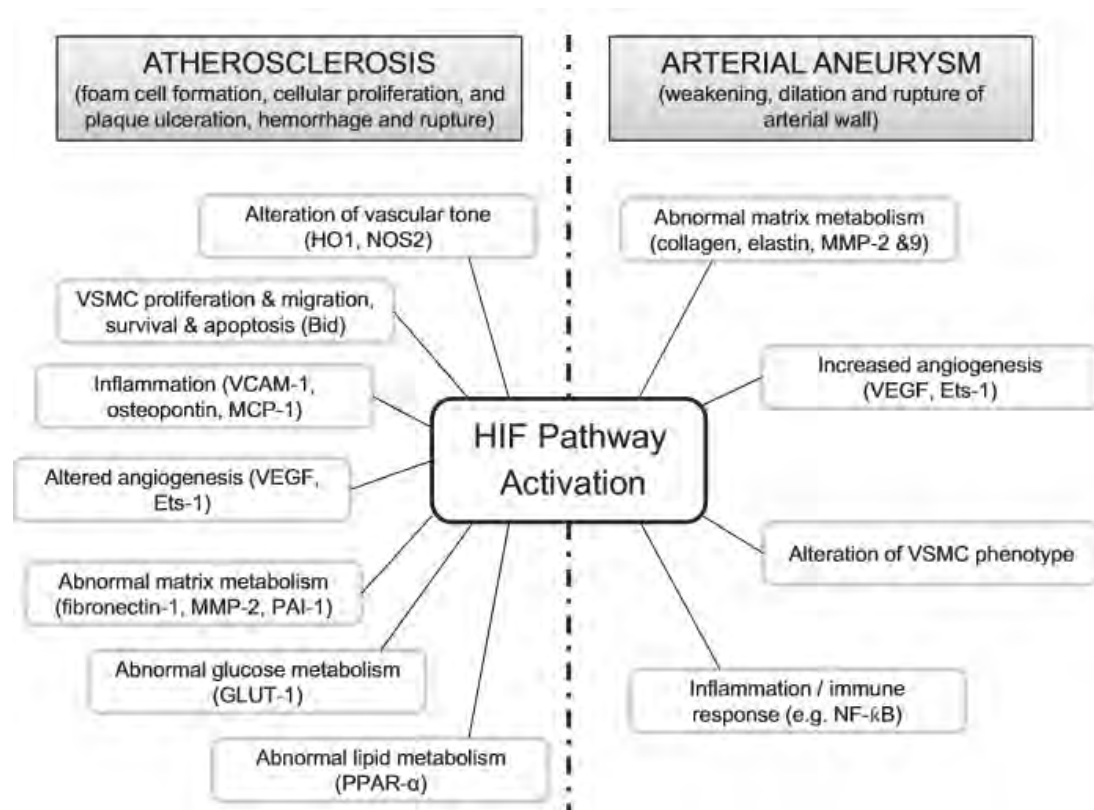 ATHEROSCLEROSIS
(foam cell formation, cellular proliferation, and
plaque ulceration, hemorrhage and rupture)
ARTERIAL ANEURYSM
(weakening, dilation and rupture of
arterial wall)
Alteration of vascular tone
(HO1, NOS2)
VSMC proliferation & migration,
survival & apoptosis (Bid)
Inflammation (VCAM-1,
osteopontin, MCP-1)
Altered angiogenesis (VEGF,
Ets-1)
Abnormal matrix metabolism
(fibronectin-1, MMP-2, PAI-1)
Abnormal glucose metabolism
(GLUT-1)
Abnormal lipid metabolism
(PPAR-α)
HIF Pathway
Activation
Abnormal matrix metabolism
(collagen, elastin, MMP-2 &9)
Increased angiogenesis
(VEGF, Ets-1)
Alteration of VSMC phenotype
Inflammation / immune
response (e.g. NF-ƙB)